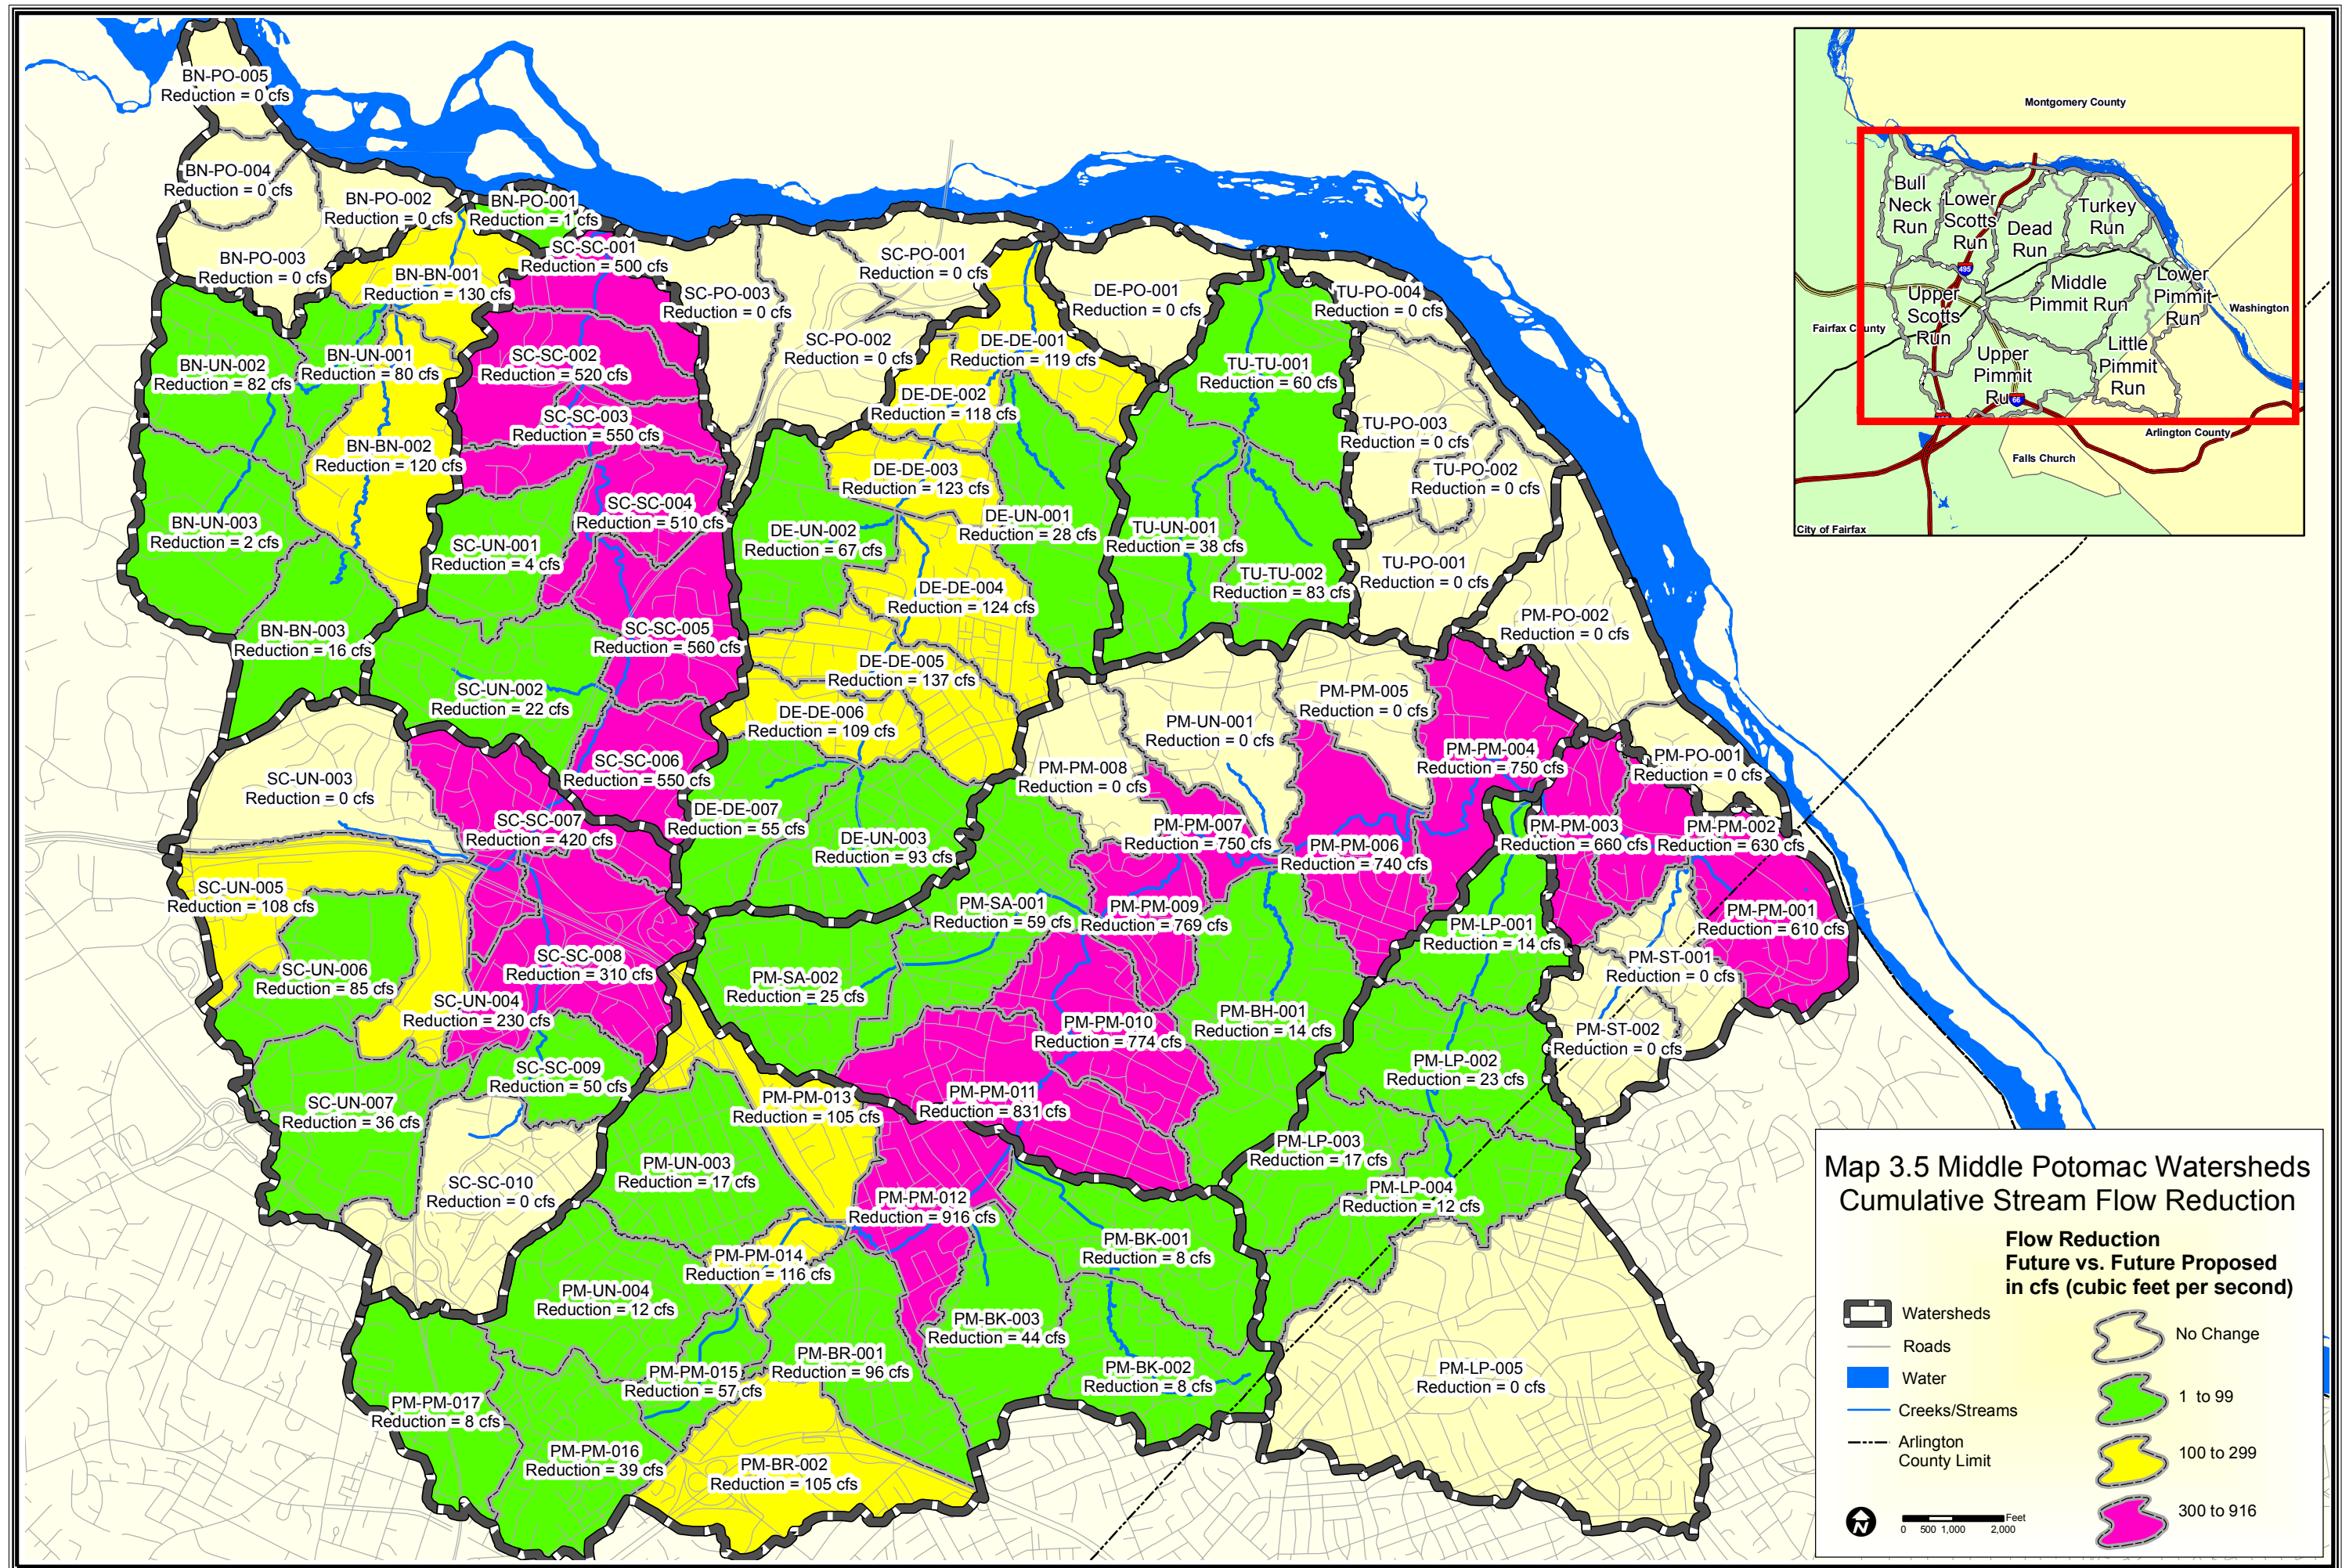 BN-PO-005
Reduction = 0 cfs
BN-PO-004
Reduction = 0 cfs
BN-PO-002
Reduction = 0 cfs
BN-PO-001
Reduction = 1 cfs
BN-PO-003
Reduction = 0 cfs
BN-BN-001
Reduction = 130 cfs
SC-SC-001
Reduction = 500 cfs
SC-PO-003
Reduction = 0 cfs
SC-PO-001
Reduction = 0 cfs
SC-PO-002
Reduction = 0 cfs
DE-PO-001
Reduction = 0 cfs
TU-PO-004
Reduction = 0 cfs
BN-UN-002
Reduction = 82 cfs
BN-UN-001
Reduction = 80 cfs
SC-SC-002
Reduction = 520 cfs
DE-DE-001
Reduction = 119 cfs
TU-TU-001
Reduction = 60 cfs
DE-DE-002
Reduction = 118 cfs
SC-SC-003
Reduction = 550 cfs
BN-BN-002
Reduction = 120 cfs
TU-PO-003
Reduction = 0 cfs
DE-DE-003
Reduction = 123 cfs
TU-PO-002
Reduction = 0 cfs
BN-UN-003
Reduction = 2 cfs
SC-SC-004
Reduction = 510 cfs
SC-UN-001
Reduction = 4 cfs
DE-UN-002
Reduction = 67 cfs
DE-UN-001
Reduction = 28 cfs
TU-UN-001
Reduction = 38 cfs
TU-TU-002
Reduction = 83 cfs
TU-PO-001
Reduction = 0 cfs
DE-DE-004
Reduction = 124 cfs
PM-PO-002
Reduction = 0 cfs
BN-BN-003
Reduction = 16 cfs
SC-SC-005
Reduction = 560 cfs
DE-DE-005
Reduction = 137 cfs
SC-UN-002
Reduction = 22 cfs
DE-DE-006
Reduction = 109 cfs
PM-UN-001
Reduction = 0 cfs
PM-PM-005
Reduction = 0 cfs
PM-PM-004
Reduction = 750 cfs
PM-PO-001
Reduction = 0 cfs
SC-UN-003
Reduction = 0 cfs
SC-SC-006
Reduction = 550 cfs
PM-PM-008
Reduction = 0 cfs
SC-SC-007
Reduction = 420 cfs
DE-DE-007
Reduction = 55 cfs
DE-UN-003
Reduction = 93 cfs
PM-PM-007
Reduction = 750 cfs
PM-PM-006
Reduction = 740 cfs
PM-PM-003
Reduction = 660 cfs
PM-PM-002
Reduction = 630 cfs
SC-UN-005
Reduction = 108 cfs
PM-SA-001
Reduction = 59 cfs
PM-PM-009
Reduction = 769 cfs
PM-LP-001
Reduction = 14 cfs
PM-PM-001
Reduction = 610 cfs
SC-UN-006
Reduction = 85 cfs
SC-SC-008
Reduction = 310 cfs
PM-SA-002
Reduction = 25 cfs
PM-ST-001
Reduction = 0 cfs
SC-UN-004
Reduction = 230 cfs
PM-PM-010
Reduction = 774 cfs
PM-BH-001
Reduction = 14 cfs
PM-ST-002
Reduction = 0 cfs
SC-SC-009
Reduction = 50 cfs
PM-LP-002
Reduction = 23 cfs
SC-UN-007
Reduction = 36 cfs
PM-PM-013
Reduction = 105 cfs
PM-PM-011
Reduction = 831 cfs
PM-LP-003
Reduction = 17 cfs
PM-UN-003
Reduction = 17 cfs
SC-SC-010
Reduction = 0 cfs
PM-PM-012
Reduction = 916 cfs
PM-LP-004
Reduction = 12 cfs
PM-PM-014
Reduction = 116 cfs
PM-BK-001
Reduction = 8 cfs
PM-UN-004
Reduction = 12 cfs
PM-BK-003
Reduction = 44 cfs
PM-BR-001
Reduction = 96 cfs
PM-PM-015
Reduction = 57 cfs
PM-BK-002
Reduction = 8 cfs
PM-LP-005
Reduction = 0 cfs
PM-PM-017
Reduction = 8 cfs
PM-PM-016
Reduction = 39 cfs
PM-BR-002
Reduction = 105 cfs
Montgomery County
Bull
Neck
Run
Lower
Scotts
Run
Dead
Run
Turkey
Run
495
Middle
Pimmit Run
Lower
Pimmit
Run
Upper
Scotts
Run
Washington
Fairfax County
Upper
Pimmit
Run
66
Little
Pimmit
Run
Arlington County
Falls Church
City of Fairfax
Map 3.5 Middle Potomac Watersheds
Cumulative Stream Flow Reduction
Flow Reduction
Future vs. Future Proposed
in cfs (cubic feet per second)
Watersheds
Roads
Water
Creeks/Streams
Arlington
County Limit
No Change
1 to 99
100 to 299
300 to 916
N
Feet
0 500 1,000 2,000